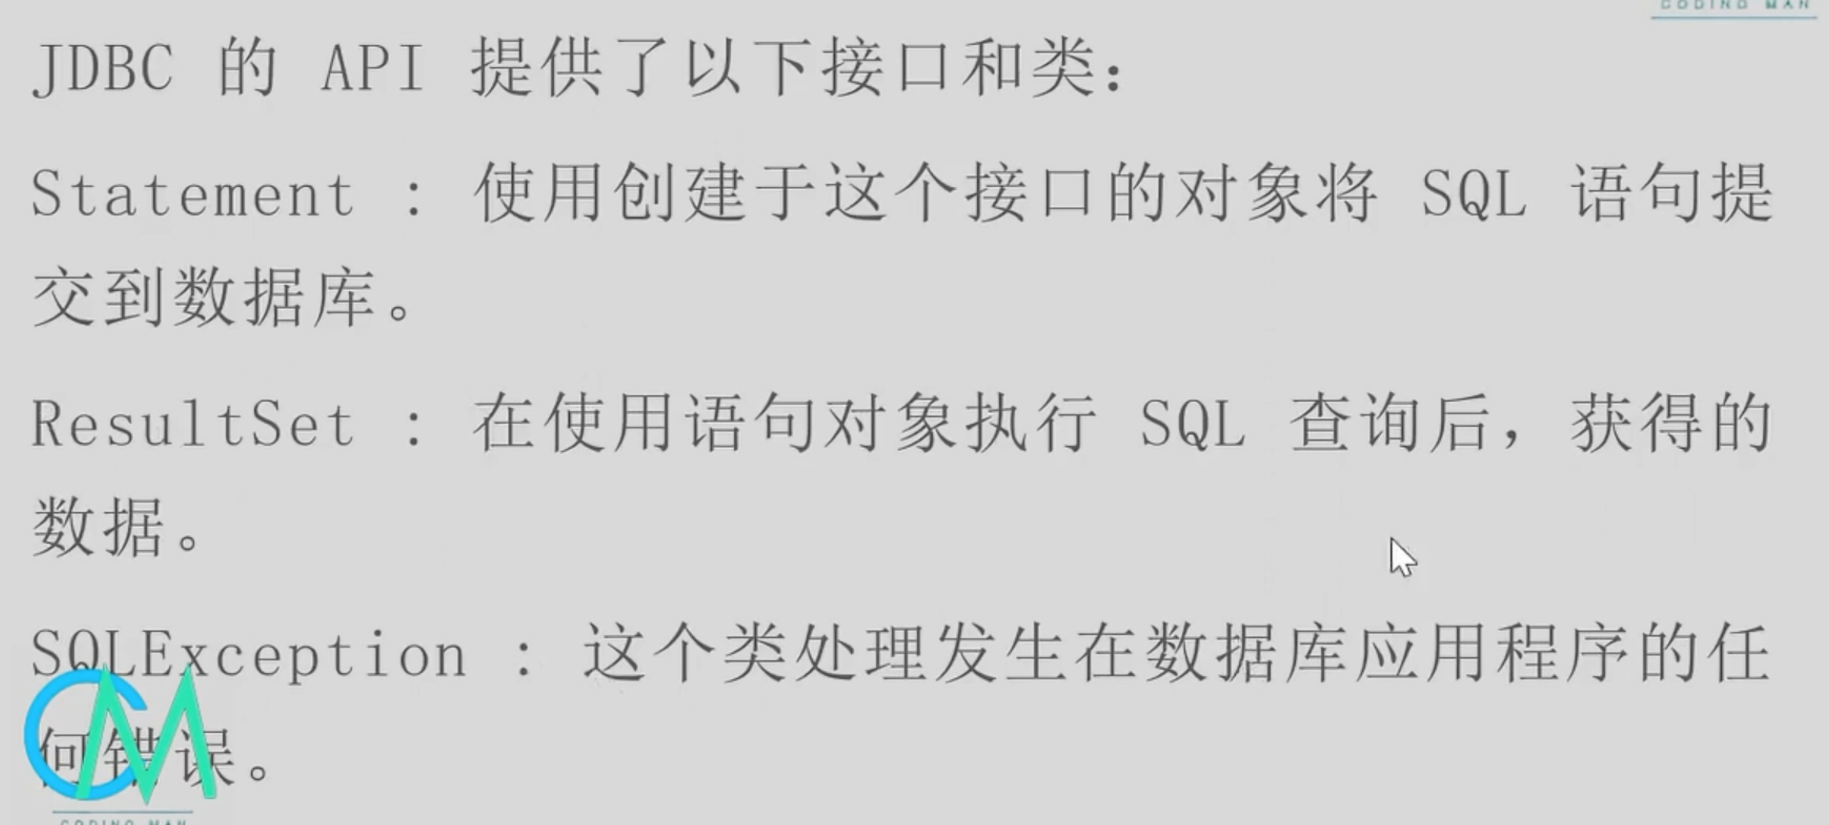 CODING MAN
JDBC 的 API 提供了以下接口和类：
Statement : 使用创建于这个接口的对象将 SQL 语句提
交到数据库。
ResultSet : 在使用语句对象执行 SQL 查询后，获得的
数据。
SQLException : 这个类处理发生在数据库应用程序的任
何错误。
CM
CODING MAN